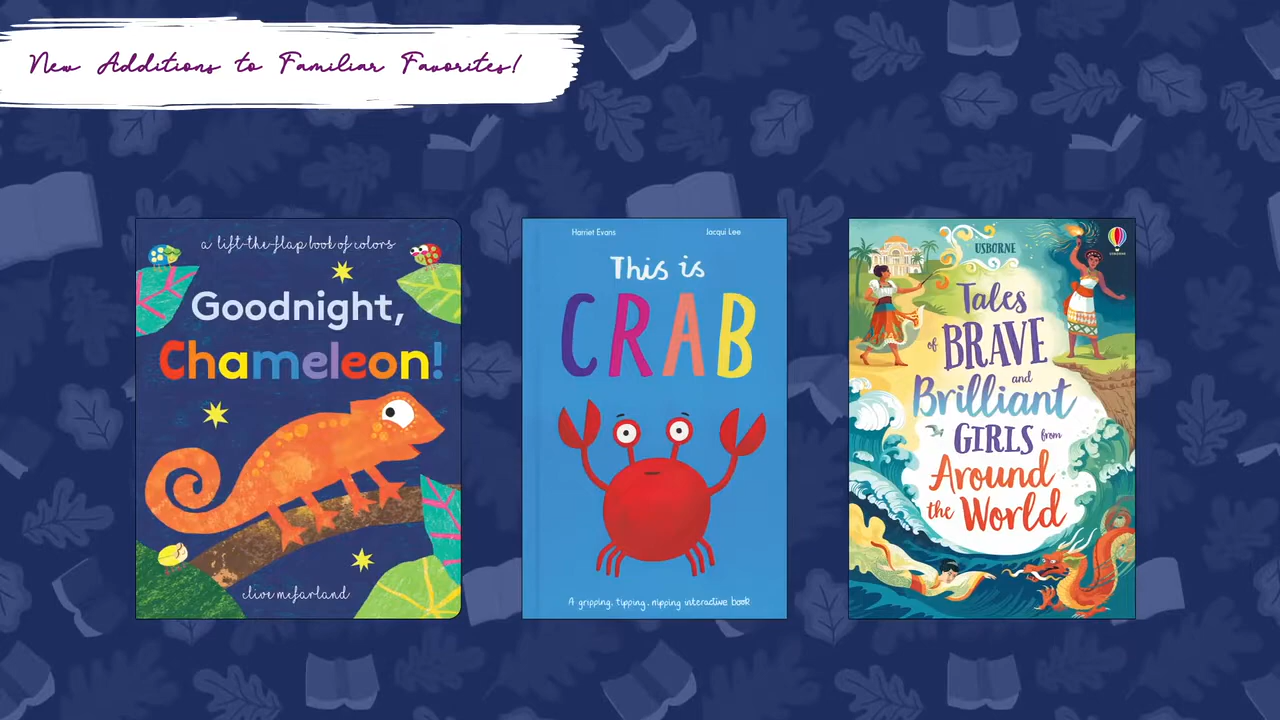 New Additions to Familiar Favorites!
a lift-the-flap book of colors
Goodnight,
Chameleon!
clive mcfarland
Harriet Evans Jacqui Lee
This is
CRAB
A gripping, tipping, nipping interactive book
USBORNE
USBORNE
Tales
of BRAVE
and
Brilliant
GIRLS from
Around
the World